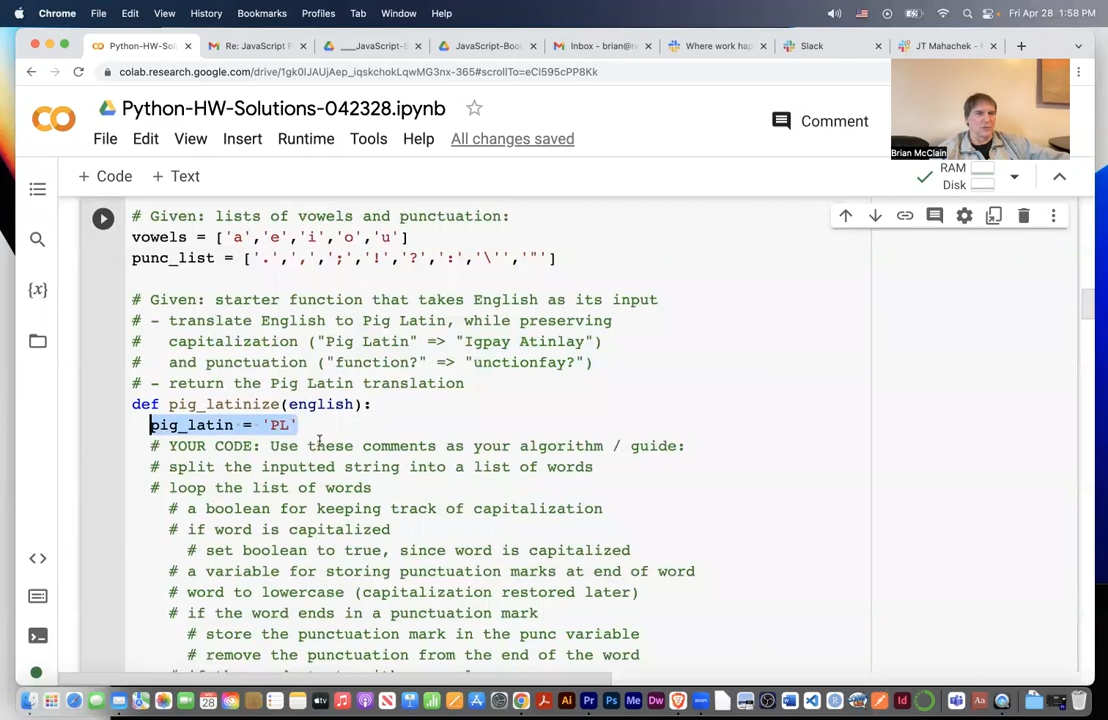 Chrome File Edit View History Bookmarks Profiles Tab Window Help Fri Apr 28 1:58 PM
Python-HW-Sol Re: JavaScript F ___JavaScript-E JavaScript-Boo Inbox - brian@n Where work hap Slack JT Mahachek -
colab.research.google.com/drive/1gk0lJAUjAep_iqskchokLqwMG3nx-365#scrollTo=eCl595cPP8Kk
Python-HW-Solutions-042328.ipynb
Comment
Brian McClain
File Edit View Insert Runtime Tools Help All changes saved
+ Code + Text
RAM
Disk
# Given: lists of vowels and punctuation:
vowels = ['a','e','i','o','u']
punc_list = ['.',',',';','!','?',':','\'','"']
# Given: starter function that takes English as its input
# - translate English to Pig Latin, while preserving
#   capitalization ("Pig Latin" => "Igpay Atinlay")
#   and punctuation ("function?" => "unctionfay?")
# - return the Pig Latin translation
def pig_latinize(english):
pig_latin = 'PL'
# YOUR CODE: Use these comments as your algorithm / guide:
# split the inputted string into a list of words
# loop the list of words
# a boolean for keeping track of capitalization
# if word is capitalized
# set boolean to true, since word is capitalized
# a variable for storing punctuation marks at end of word
# word to lowercase (capitalization restored later)
# if the word ends in a punctuation mark
# store the punctuation mark in the punc variable
# remove the punctuation from the end of the word